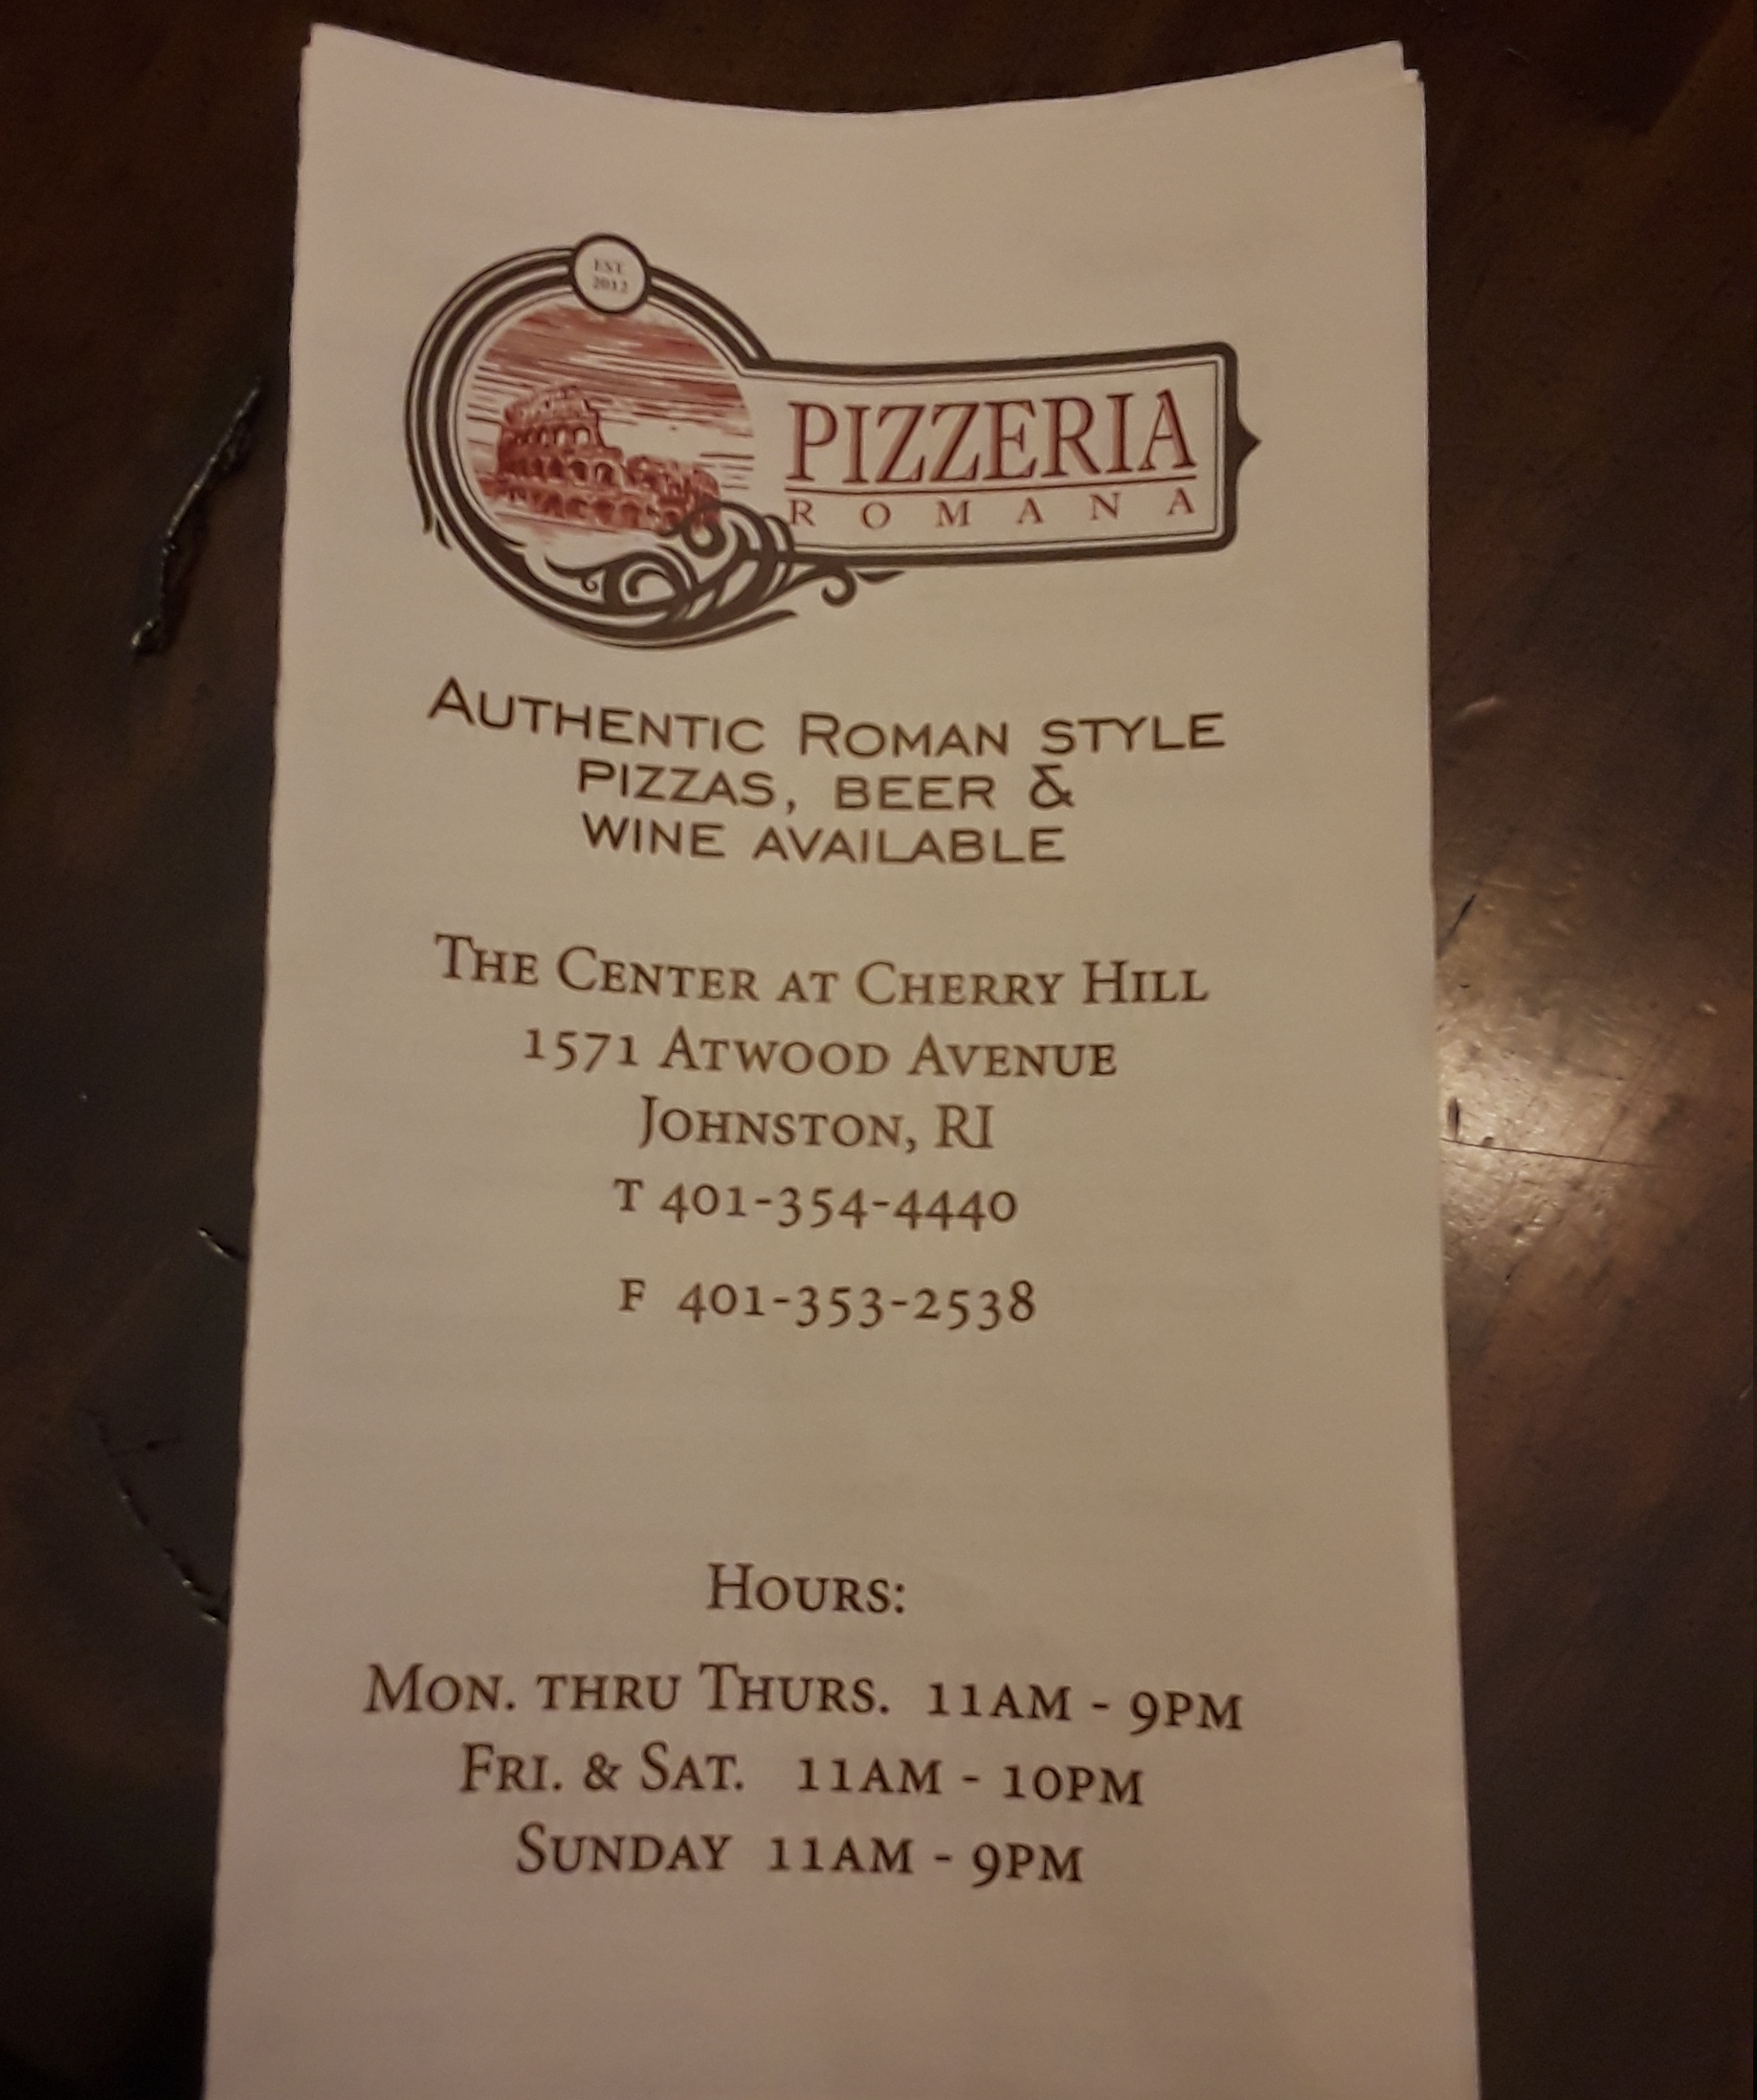 EST.
2012
PIZZERIA
ROMANA
AUTHENTIC ROMAN STYLE
PIZZAS, BEER &
WINE AVAILABLE
THE CENTER AT CHERRY HILL
1571 ATWOOD AVENUE
JOHNSTON, RI
T 401-354-4440
F 401-353-2538
HOURS:
MON. THRU THURS. 11AM - 9PM
FRI. & SAT. 11AM - 10PM
SUNDAY 11AM - 9PM